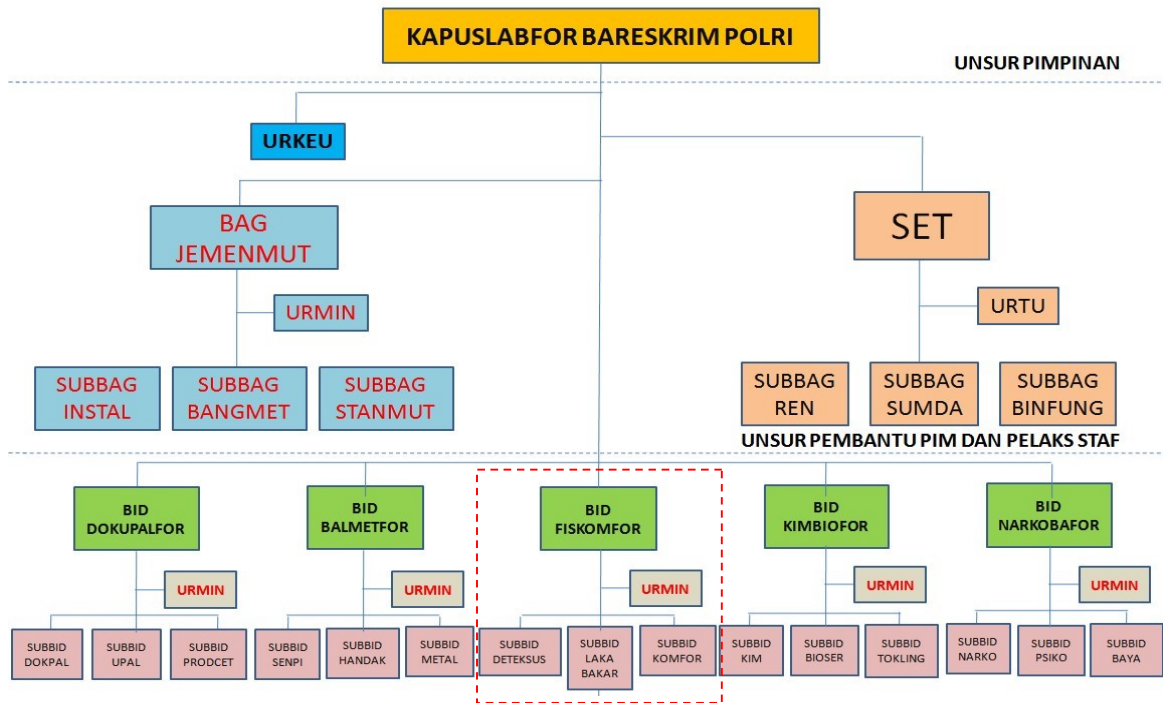 KAPUSLABFOR BARESKRIM POLRI
UNSUR PIMPINAN
URKEU
BAG
JEMENMUT
SET
URMIN
URTU
SUBBAG
INSTAL
SUBBAG
BANGMET
SUBBAG
STANMUT
SUBBAG
REN
SUBBAG
SUMDA
SUBBAG
BINFUNG
UNSUR PEMBANTU PIM DAN PELAKS STAF
BID
DOKUPALFOR
BID
BALMETFOR
BID
FISKOMFOR
BID
KIMBIOFOR
BID
NARKOBAFOR
URMIN
URMIN
URMIN
URMIN
URMIN
SUBBID
DOKPAL
SUBBID
UPAL
SUBBID
PRODCET
SUBBID
SENPI
SUBBID
HANDAK
SUBBID
METAL
SUBBID
DETEKSUS
SUBBID
LAKA
BAKAR
SUBBID
KOMFOR
SUBBID
KIM
SUBBID
BIOSER
SUBBID
TOKLING
SUBBID
NARKO
SUBBID
PSIKO
SUBBID
BAYA